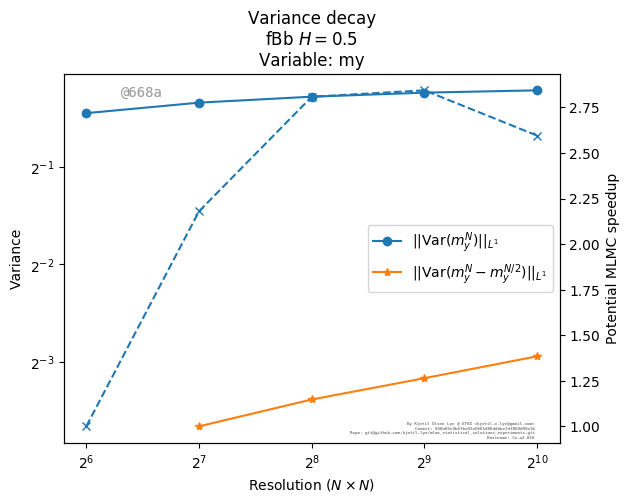 Variance decay
fBb H = 0.5
Variable: my
@668a
2^{-1}
2^{-2}
2^{-3}
Variance
2.75
2.50
2.25
2.00
1.75
1.50
1.25
1.00
Potential MLMC speedup
||Var(m_y^N)||_{L^1}
||Var(m_y^N − m_y^{N/2})||_{L^1}
2^6
2^7
2^8
2^9
2^{10}
Resolution (N × N)